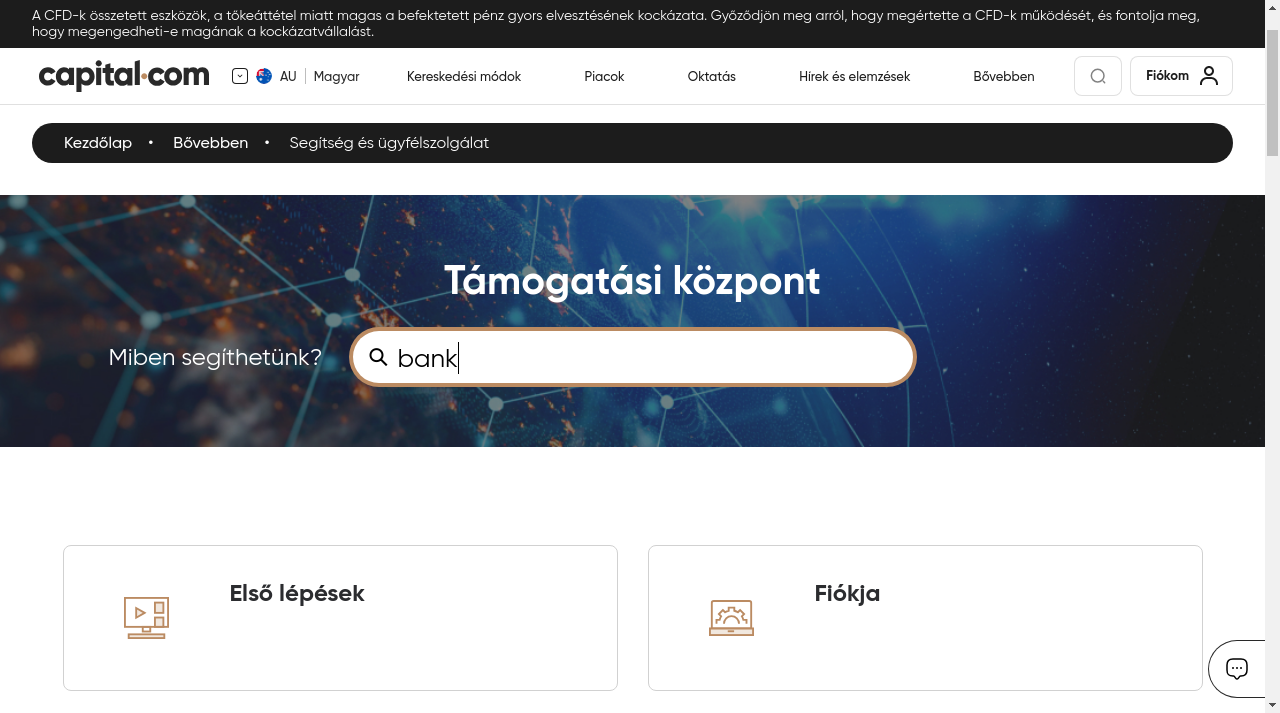 A CFD-k összetett eszközök, a tőkeáttétel miatt magas a befektetett pénz gyors elvesztésének kockázata. Győződjön meg arról, hogy megértette a CFD-k működését, és fontolja meg,
hogy megengedheti-e magának a kockázatvállalást.
capital.com
AU
Magyar
Kereskedési módok
Piacok
Oktatás
Hírek és elemzések
Bővebben
Fiókom
Kezdőlap • Bővebben • Segítség és ügyfélszolgálat
Támogatási központ
Miben segíthetünk?
bank
Első lépések
Fiókja